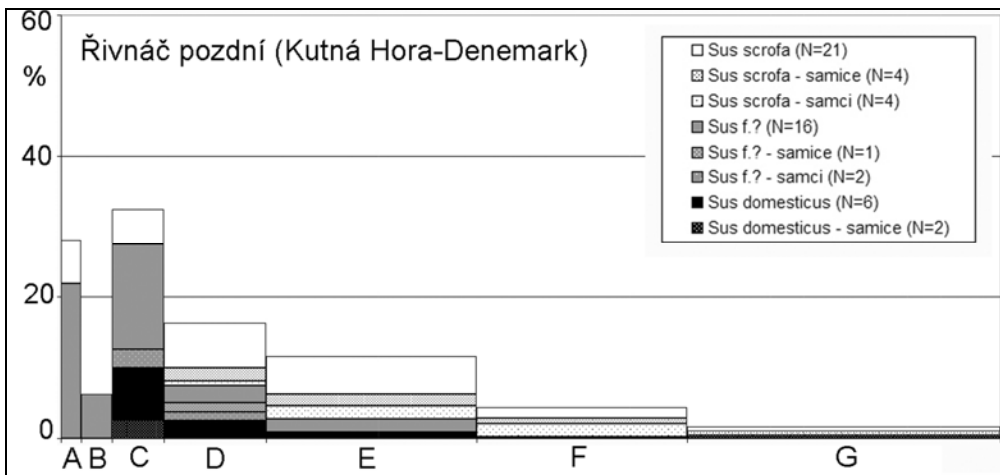 60
Řivnáč pozdní (Kutná Hora-Denemark)
%
40
20
0
Sus scrofa (N=21)
Sus scrofa - samice (N=4)
Sus scrofa - samci (N=4)
Sus f.? (N=16)
Sus f.? - samice (N=1)
Sus f.? - samci (N=2)
Sus domesticus (N=6)
Sus domesticus - samice (N=2)
A B C D E F G